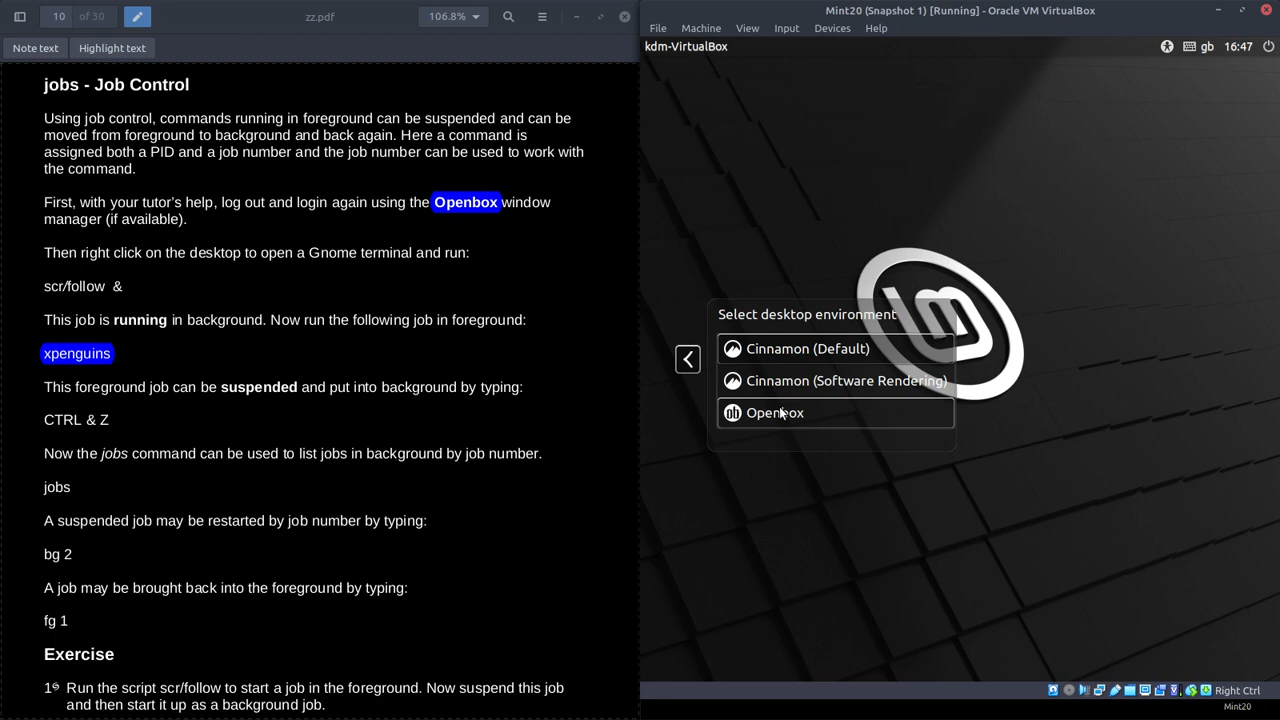 10
of 30
zz.pdf
106.8%
Note text
Highlight text
jobs - Job Control
Using job control, commands running in foreground can be suspended and can be
moved from foreground to background and back again. Here a command is
assigned both a PID and a job number and the job number can be used to work with
the command.
First, with your tutor’s help, log out and login again using the Openbox window
manager (if available).
Then right click on the desktop to open a Gnome terminal and run:
scr/follow &
This job is running in background. Now run the following job in foreground:
xpenguins
This foreground job can be suspended and put into background by typing:
CTRL & Z
Now the jobs command can be used to list jobs in background by job number.
jobs
A suspended job may be restarted by job number by typing:
bg 2
A job may be brought back into the foreground by typing:
fg 1
Exercise
1 Run the script scr/follow to start a job in the foreground. Now suspend this job
and then start it up as a background job.
Mint20 (Snapshot 1) [Running] - Oracle VM VirtualBox
File Machine View Input Devices Help
kdm-VirtualBox
gb 16:47
Select desktop environment
Cinnamon (Default)
Cinnamon (Software Rendering)
Openbox
Right Ctrl
Mint20